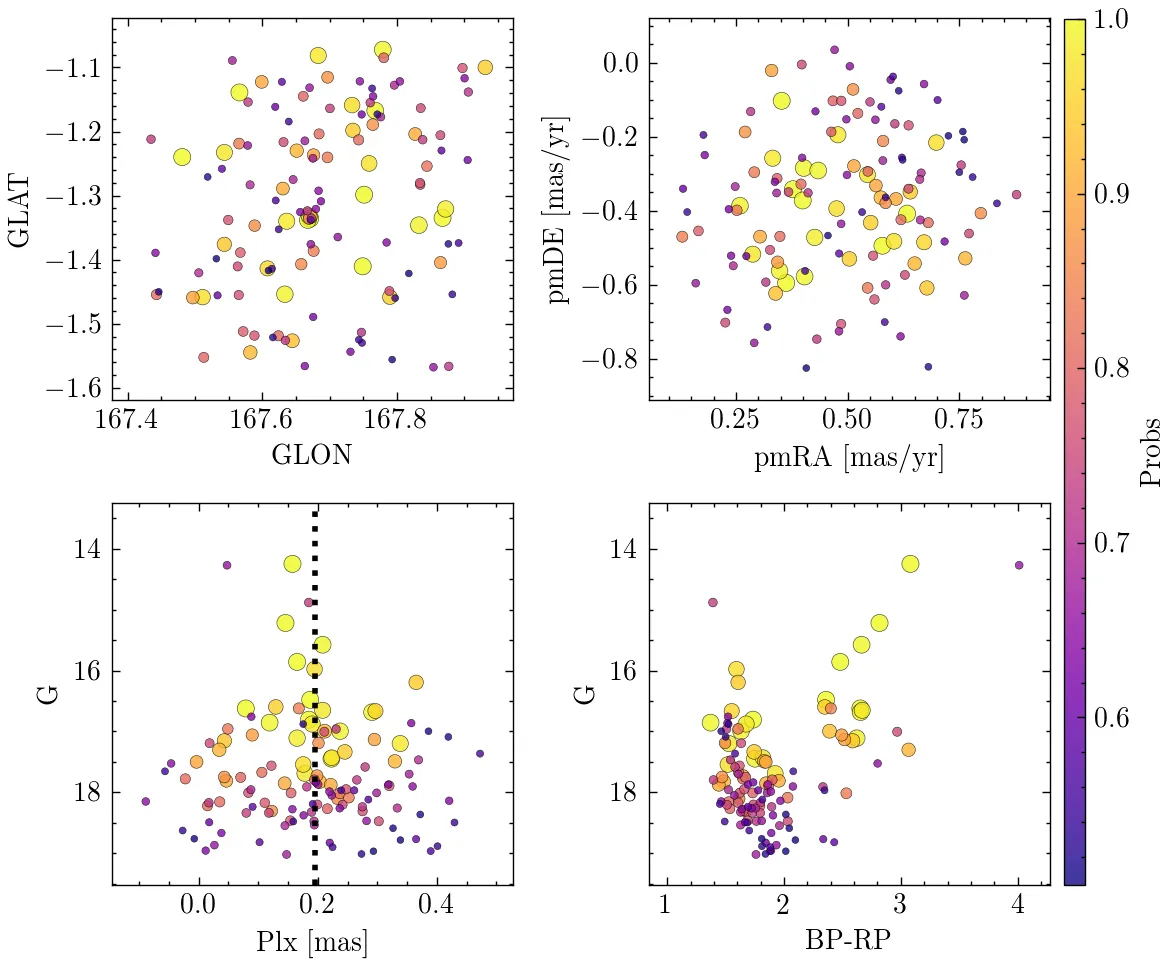 −1.1
−1.2
−1.3
−1.4
−1.5
−1.6
GLAT
167.4 167.6 167.8
GLON
0.0
−0.2
−0.4
−0.6
−0.8
pmDE [mas/yr]
0.25 0.50 0.75
pmRA [mas/yr]
1.0
0.9
0.8
0.7
0.6
Probs
14
16
18
G
0.0 0.2 0.4
Plx [mas]
14
16
18
G
1 2 3 4
BP-RP